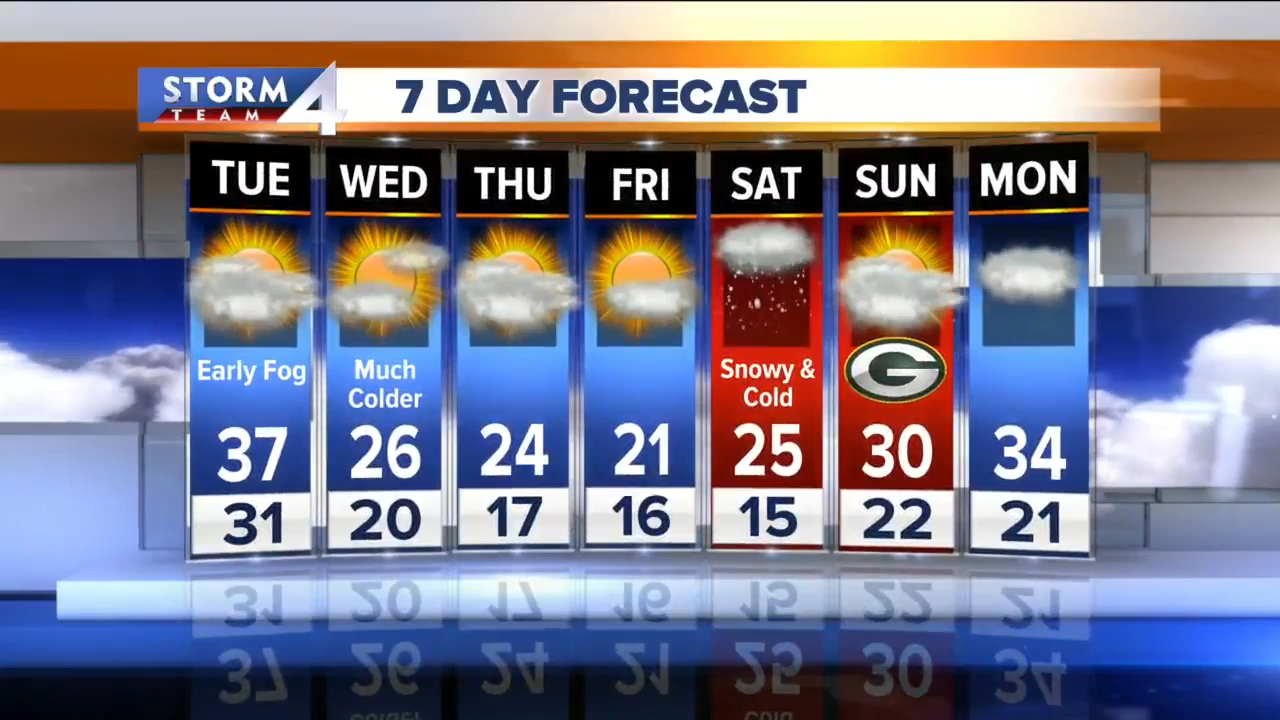 STORM
TEAM 4
7 DAY FORECAST
TUE WED THU FRI SAT SUN MON
Early Fog
Much
Colder
Snowy &
Cold
G
37 26 24 21 25 30 34
31 20 17 16 15 22 21